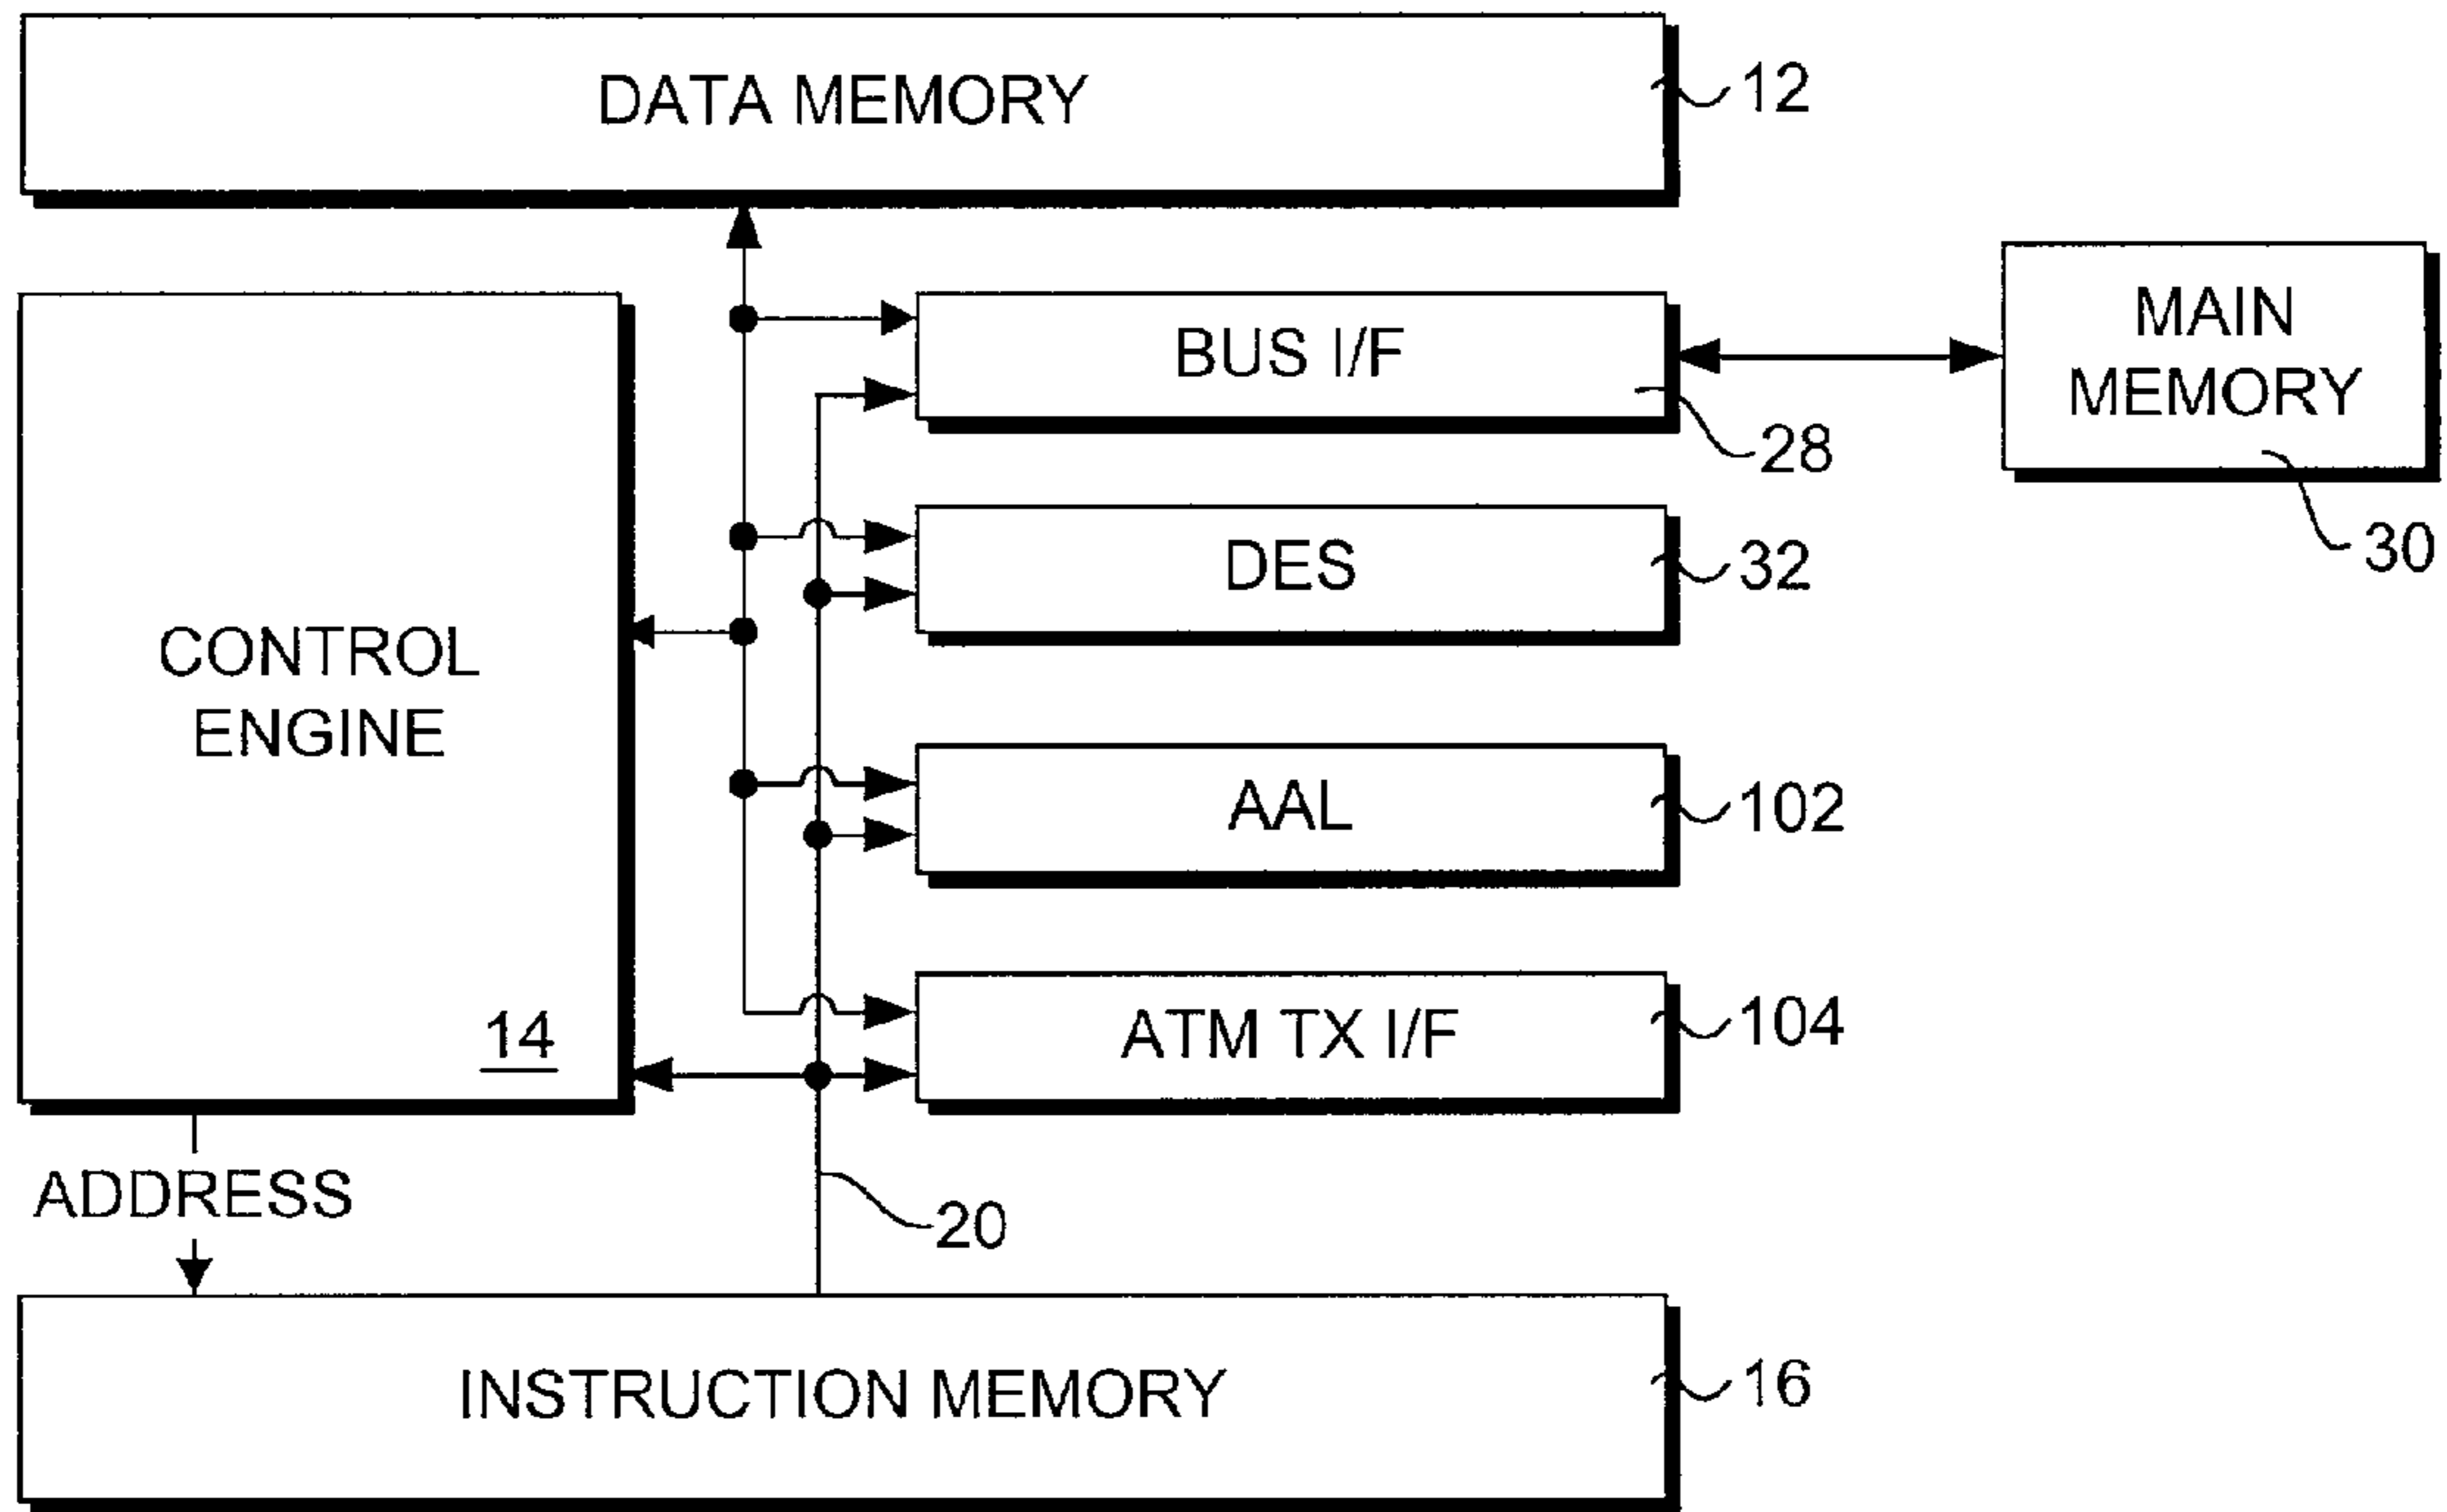 DATA MEMORY
12
BUS I/F
28
MAIN
MEMORY
30
DES
32
CONTROL
ENGINE
14
AAL
102
ATM TX I/F
104
ADDRESS
20
INSTRUCTION MEMORY
16